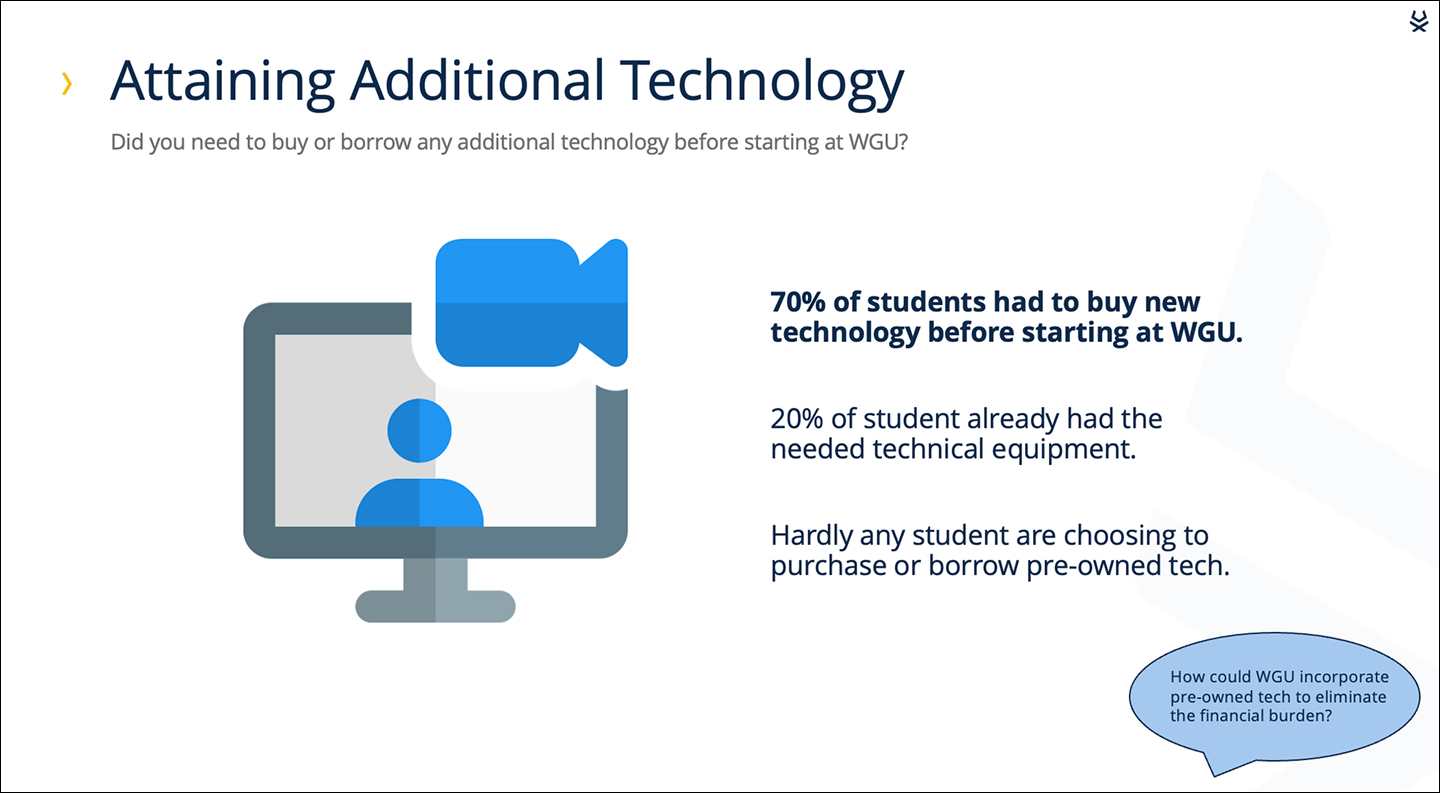 Attaining Additional Technology
Did you need to buy or borrow any additional technology before starting at WGU?
70% of students had to buy new
technology before starting at WGU.
20% of student already had the
needed technical equipment.
Hardly any student are choosing to
purchase or borrow pre-owned tech.
How could WGU incorporate
pre-owned tech to eliminate
the financial burden?